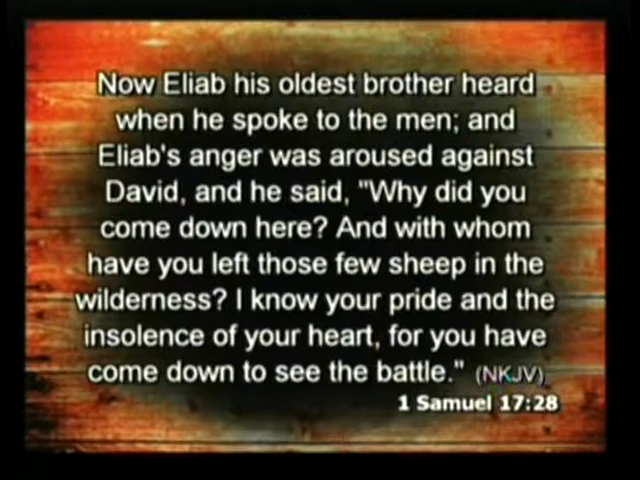 Now Eliab his oldest brother heard
when he spoke to the men; and
Eliab's anger was aroused against
David, and he said, "Why did you
come down here? And with whom
have you left those few sheep in the
wilderness? I know your pride and the
insolence of your heart, for you have
come down to see the battle." (NKJV)
1 Samuel 17:28